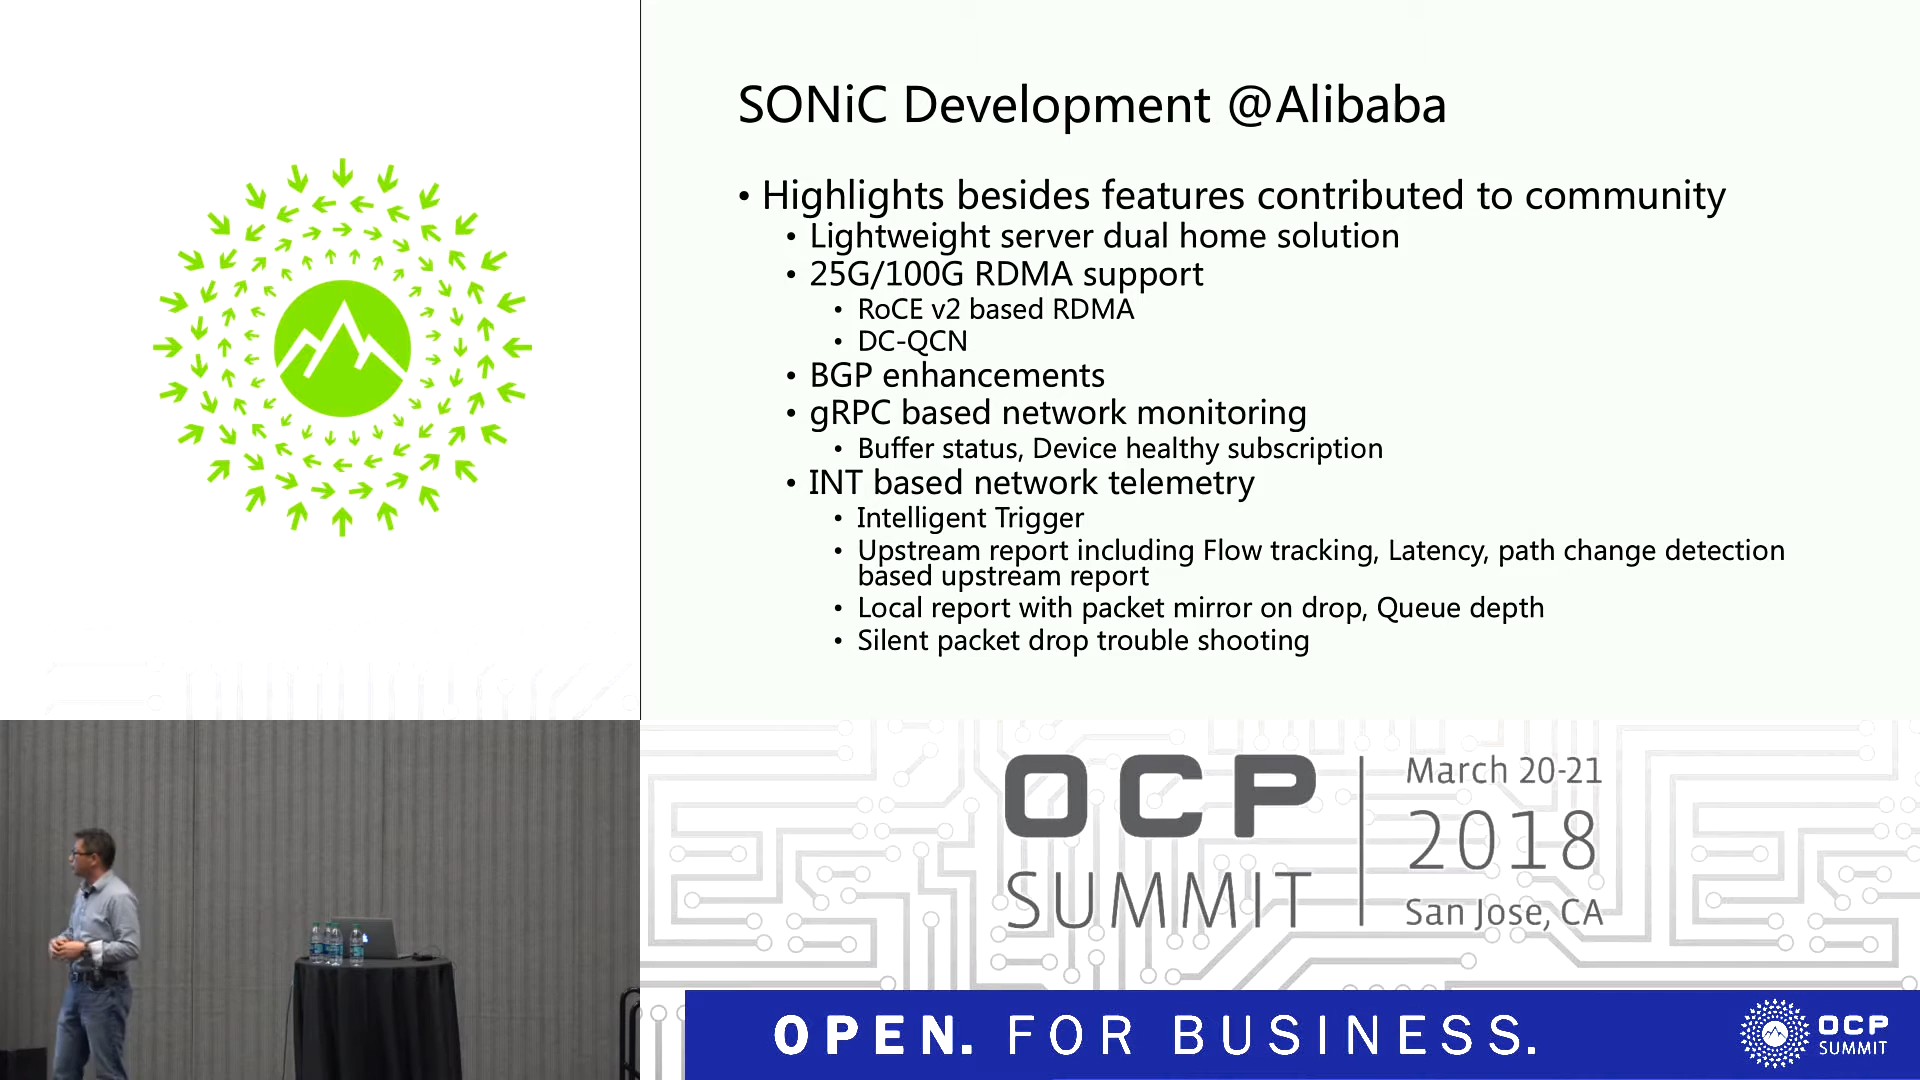 SONiC Development @Alibaba
• Highlights besides features contributed to community
• Lightweight server dual home solution
• 25G/100G RDMA support
• RoCE v2 based RDMA
• DC-QCN
• BGP enhancements
• gRPC based network monitoring
• Buffer status, Device healthy subscription
• INT based network telemetry
• Intelligent Trigger
• Upstream report including Flow tracking, Latency, path change detection
based upstream report
• Local report with packet mirror on drop, Queue depth
• Silent packet drop trouble shooting
OCP
SUMMIT
March 20-21
2018
San Jose, CA
OPEN. FOR BUSINESS.
OCP
SUMMIT